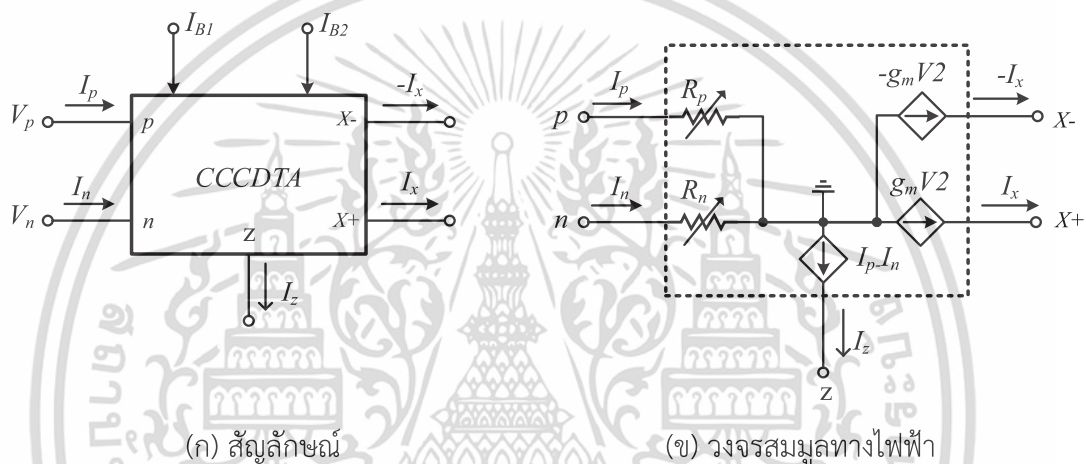 I_B1
I_B2
I_p
-I_x
V_p
p
X-
CCCDTA
I_n
I_x
V_n
n
X+
z
I_z
(ก) สัญลักษณ์
-g_mV2
-I_x
I_p
R_p
p
X-
I_n
R_n
g_mV2
I_x
n
X+
I_p-I_n
I_z
z
(ข) วงจรสมมูลทางไฟฟ้า